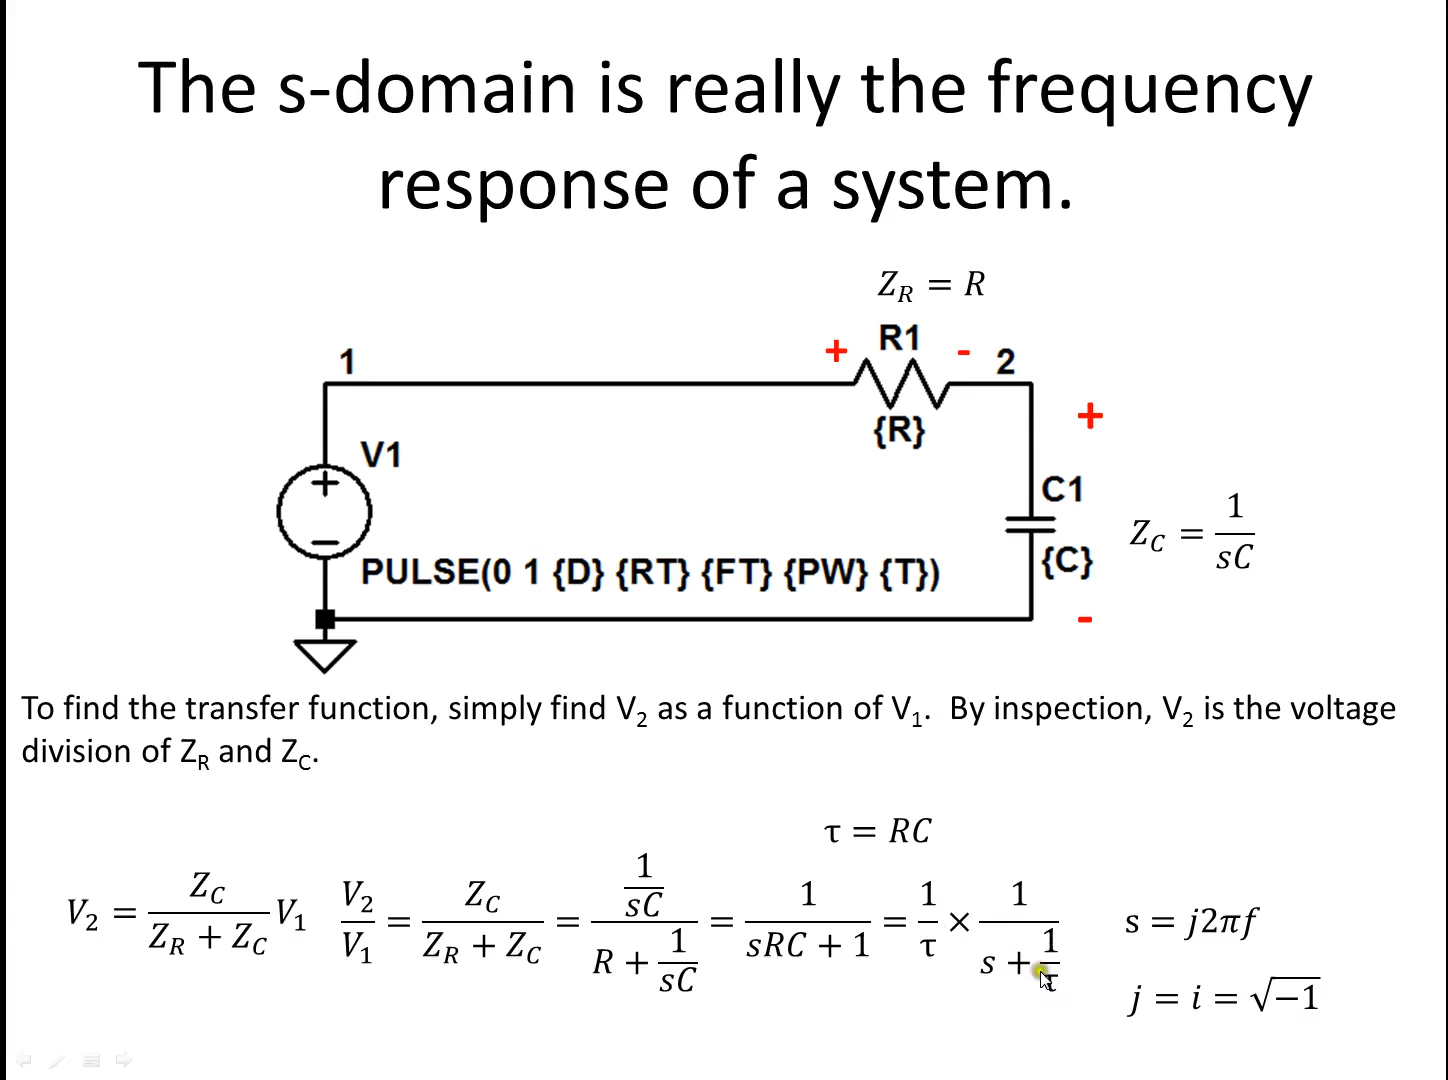 The s-domain is really the frequency
response of a system.
Z_R = R
R1
+ - 
1
2
{R}
+
V1
+
−
C1
Z_C = 1/(sC)
{C}
PULSE(0 1 {D} {RT} {FT} {PW} {T})
-
To find the transfer function, simply find V₂ as a function of V₁. By inspection, V₂ is the voltage
division of Z_R and Z_C.
τ = RC
V₂ = Z_C/(Z_R + Z_C) V₁
V₂/V₁ = Z_C/(Z_R + Z_C) = (1/(sC))/(R + 1/(sC)) = 1/(sRC + 1) = 1/τ × 1/(s + 1/τ)
s = j2πf
j = i = √−1